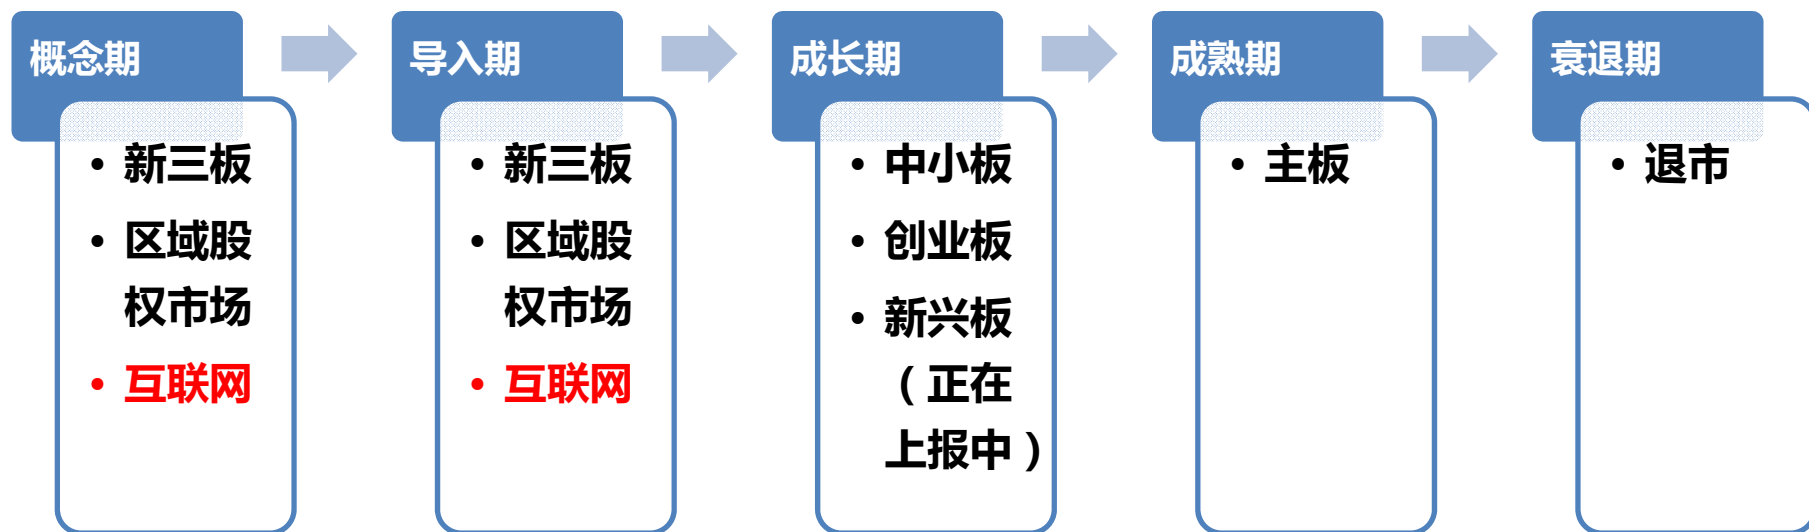 概念期
• 新三板
• 区域股
权市场
• 互联网
导入期
• 新三板
• 区域股
权市场
• 互联网
成长期
• 中小板
• 创业板
• 新兴板
（正在
上报中）
成熟期
• 主板
衰退期
• 退市